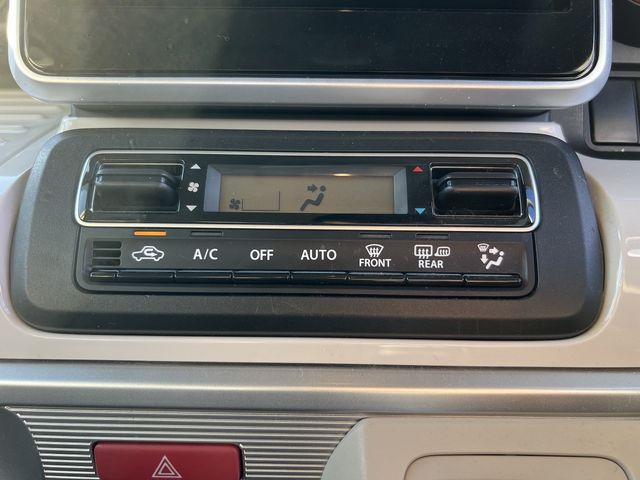 A/C OFF AUTO FRONT REAR